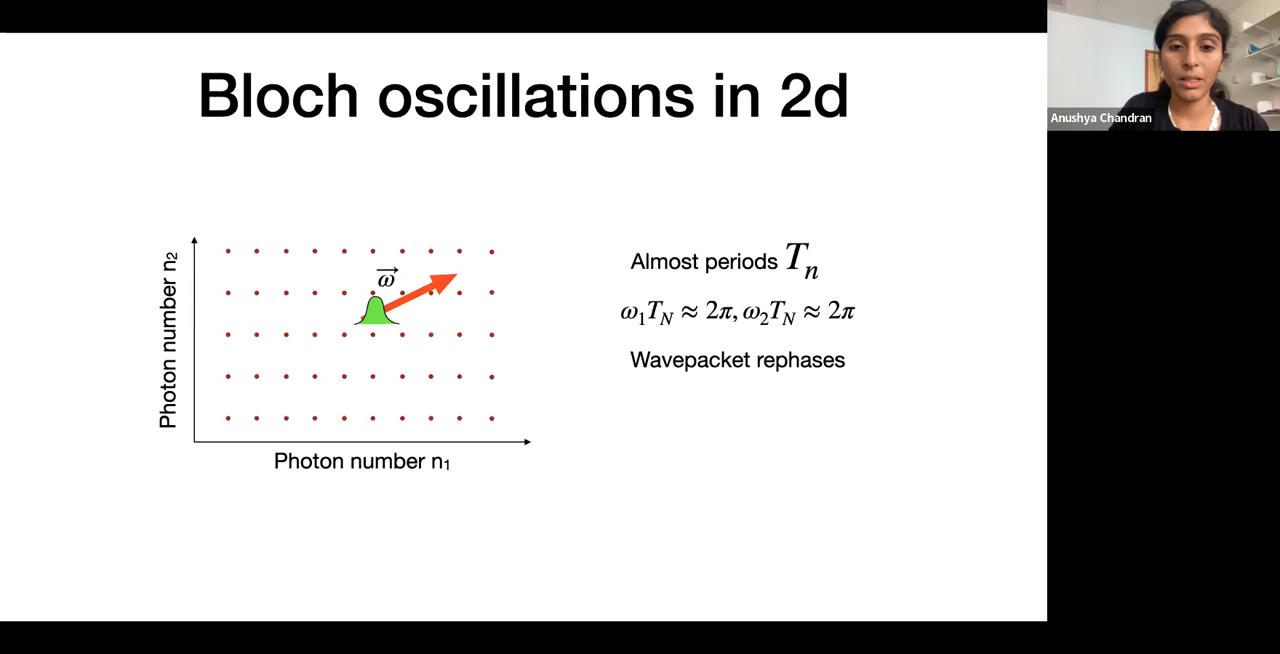 Bloch oscillations in 2d
Anushya Chandran
Photon number n₂
ω⃗
Photon number n₁
Almost periods Tₙ
ω₁T_N ≈ 2π, ω₂T_N ≈ 2π
Wavepacket rephases